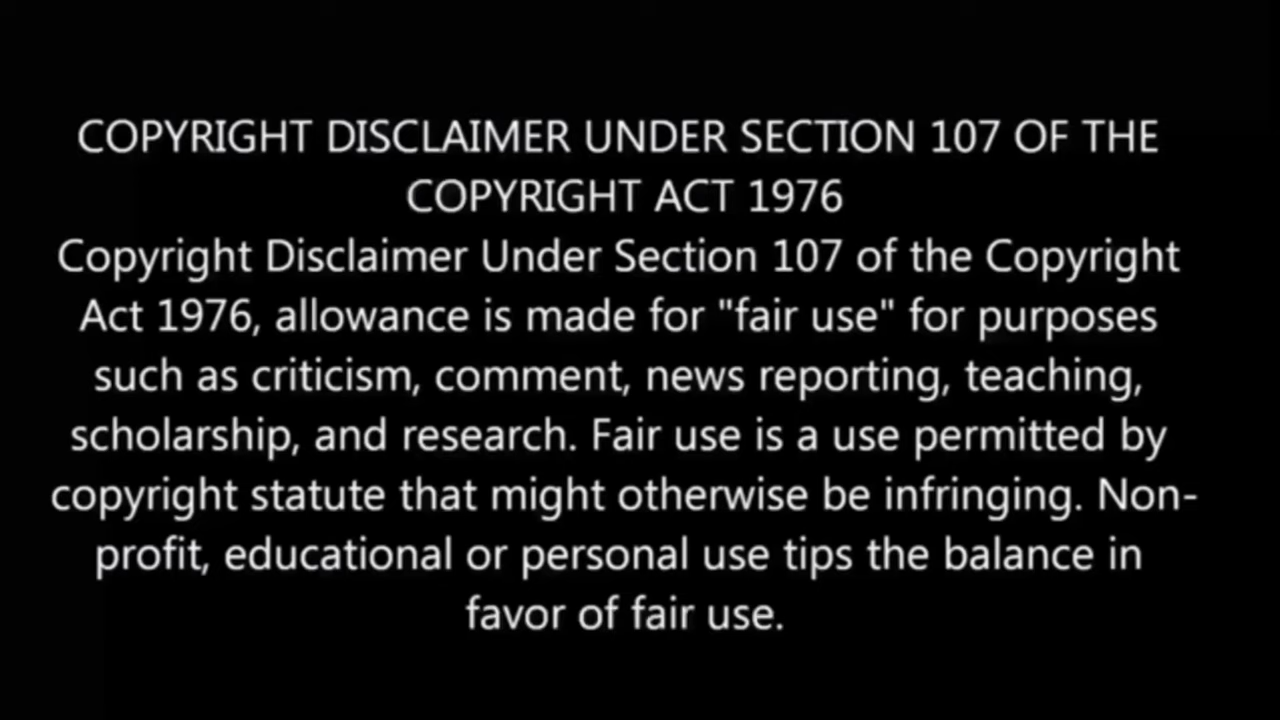 COPYRIGHT DISCLAIMER UNDER SECTION 107 OF THE
COPYRIGHT ACT 1976
Copyright Disclaimer Under Section 107 of the Copyright
Act 1976, allowance is made for "fair use" for purposes
such as criticism, comment, news reporting, teaching,
scholarship, and research. Fair use is a use permitted by
copyright statute that might otherwise be infringing. Non-
profit, educational or personal use tips the balance in
favor of fair use.